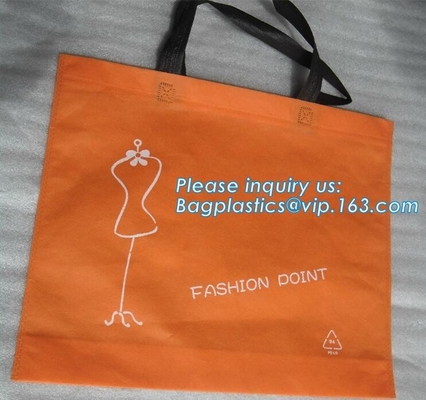 Please inquiry us:
Bagplastics@vip.163.com
FASHION POINT